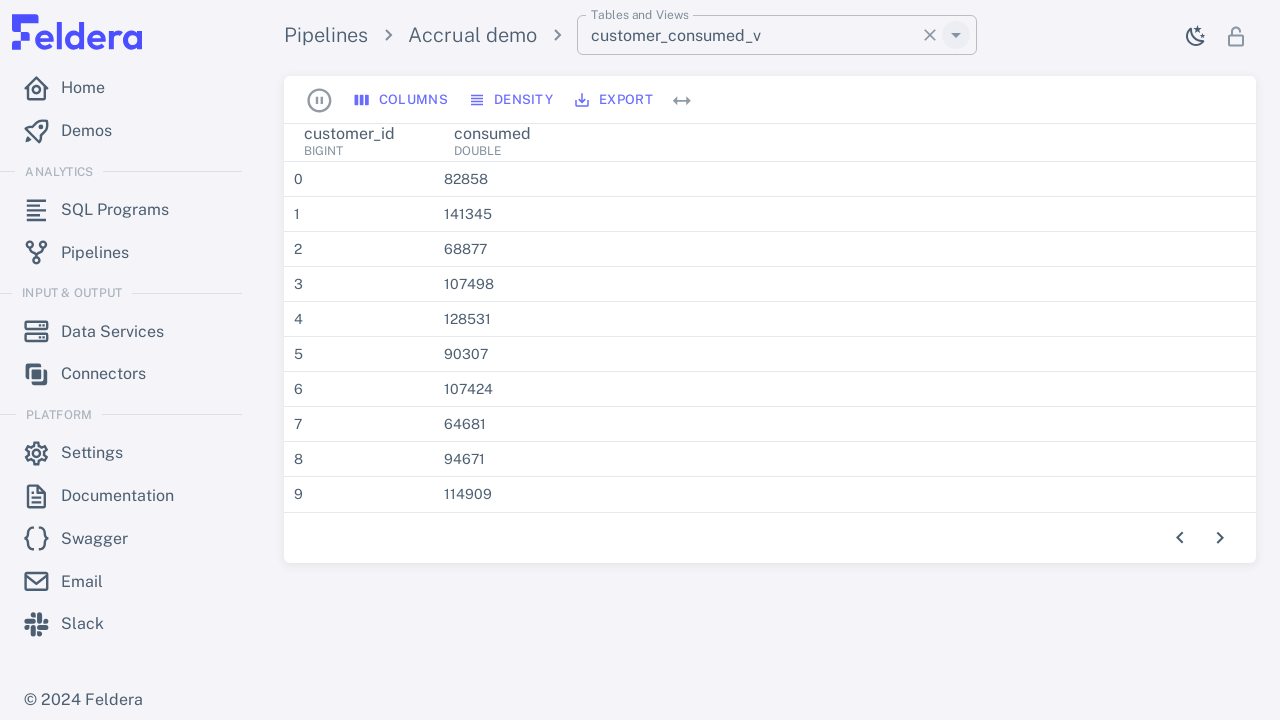 Feldera
Home
Demos
ANALYTICS
SQL Programs
Pipelines
INPUT & OUTPUT
Data Services
Connectors
PLATFORM
Settings
Documentation
Swagger
Email
Slack
© 2024 Feldera
Pipelines > Accrual demo >
Tables and Views
customer_consumed_v
COLUMNS DENSITY EXPORT
customer_id consumed
BIGINT DOUBLE
0 82858
1 141345
2 68877
3 107498
4 128531
5 90307
6 107424
7 64681
8 94671
9 114909